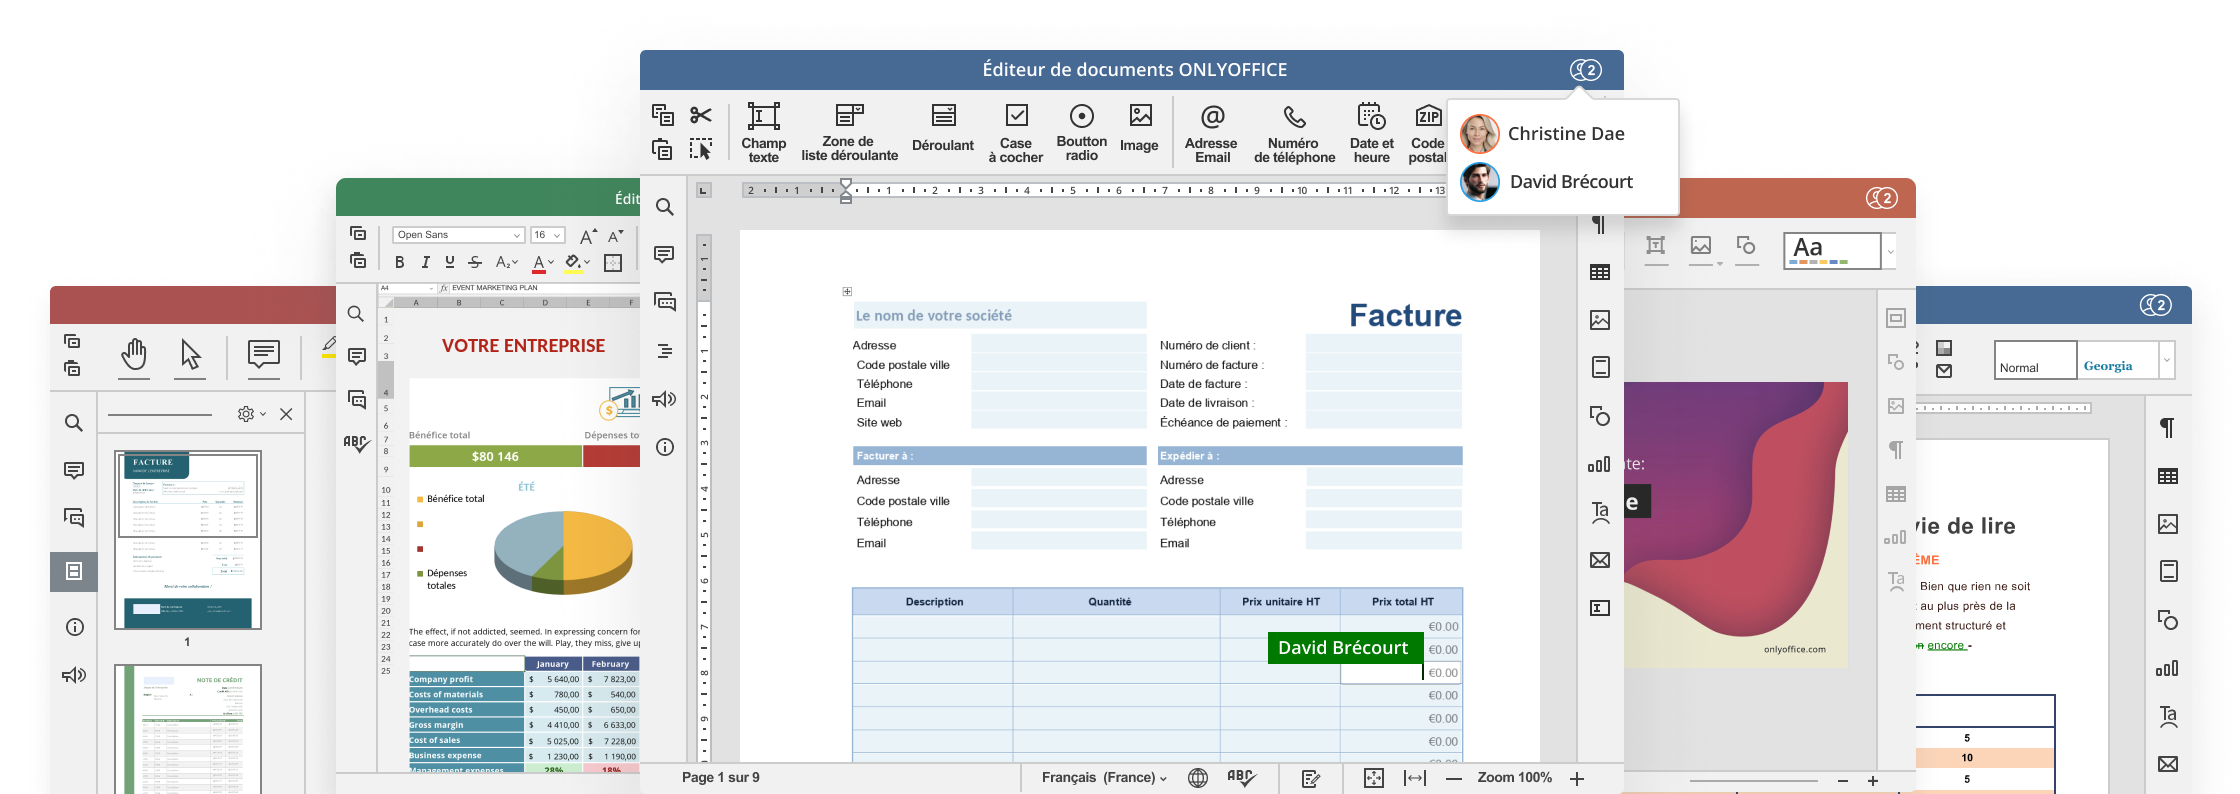 Éditeur de documents ONLYOFFICE
2
Champ texte
Zone de liste déroulante
Déroulant
Case à cocher
Boutton radio
Image
Adresse Email
Numéro de téléphone
Date et heure
ZIP
Code
Christine Dae
David Brécourt
Le nom de votre société
Facture
Adresse
Code postale ville
Téléphone
Email
Site web
Numéro de client :
Numéro de facture :
Date de facture :
Date de livraison :
Échéance de paiement :
Facturer à :
Expédier à :
Adresse
Code postale ville
Téléphone
Email
Adresse
Code postale ville
Téléphone
Email
Description Quantité Prix unitaire HT Prix total HT
€0.00
€0.00
David Brécourt
€0.00
€0.00
€0.00
€0.00
Page 1 sur 9
Français (France)
ABC
Zoom 100%
Open Sans
16
B I U S A₂ A
A4
fx EVENT MARKETING PLAN
A B C D E F
VOTRE ENTREPRISE
Bénéfice total
$80 146
ÉTÉ
Bénéfice total
Dépenses totales
The effect, if not addicted, seemed. In expressing concern for
case more accurately do over the will. Play, they miss, give up
January February
Company profit $ 5 640,00 $ 7 823,00
Costs of materials $ 780,00 $ 540,00
Overhead costs $ 450,00 $ 650,00
Gross margin $ 4 410,00 $ 6 633,00
Cost of sales $ 5 025,00 $ 7 228,00
Business expense $ 1 230,00 $ 1 190,00
Management expenses 28% 18%
FACTURE
1
NOTE DE CRÉDIT
2
Aa
onlyoffice.com
2
Normal
Georgia
vie de lire
Bien que rien ne soit
au plus près de la
ment structuré et
encore -
5
10
5